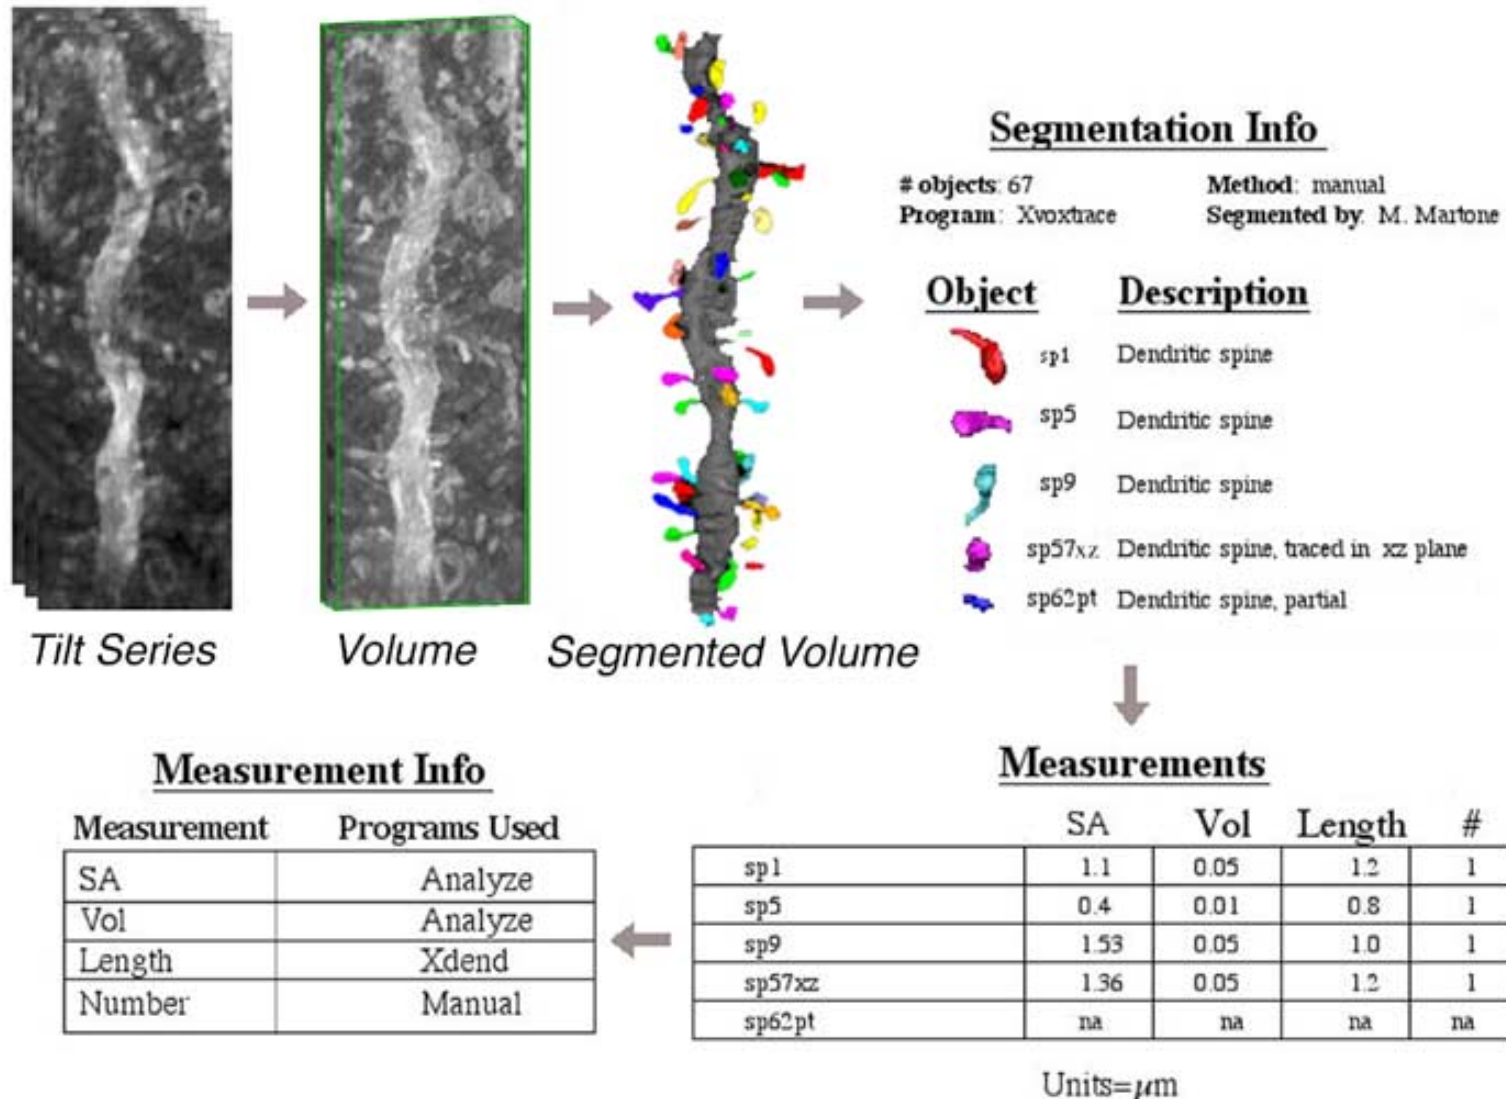 Segmentation Info
# objects: 67 Method: manual
Program: Xvoxtrace Segmented by: M. Martone
Object Description
sp1 Dendritic spine
sp5 Dendritic spine
sp9 Dendritic spine
sp57xz Dendritic spine, traced in xz plane
sp62pt Dendritic spine, partial
Tilt Series Volume Segmented Volume
Measurements
SA Vol Length #
sp1 1.1 0.05 1.2 1
sp5 0.4 0.01 0.8 1
sp9 1.53 0.05 1.0 1
sp57xz 1.36 0.05 1.2 1
sp62pt na na na na
Units=μm
Measurement Info
Measurement Programs Used
SA Analyze
Vol Analyze
Length Xdend
Number Manual